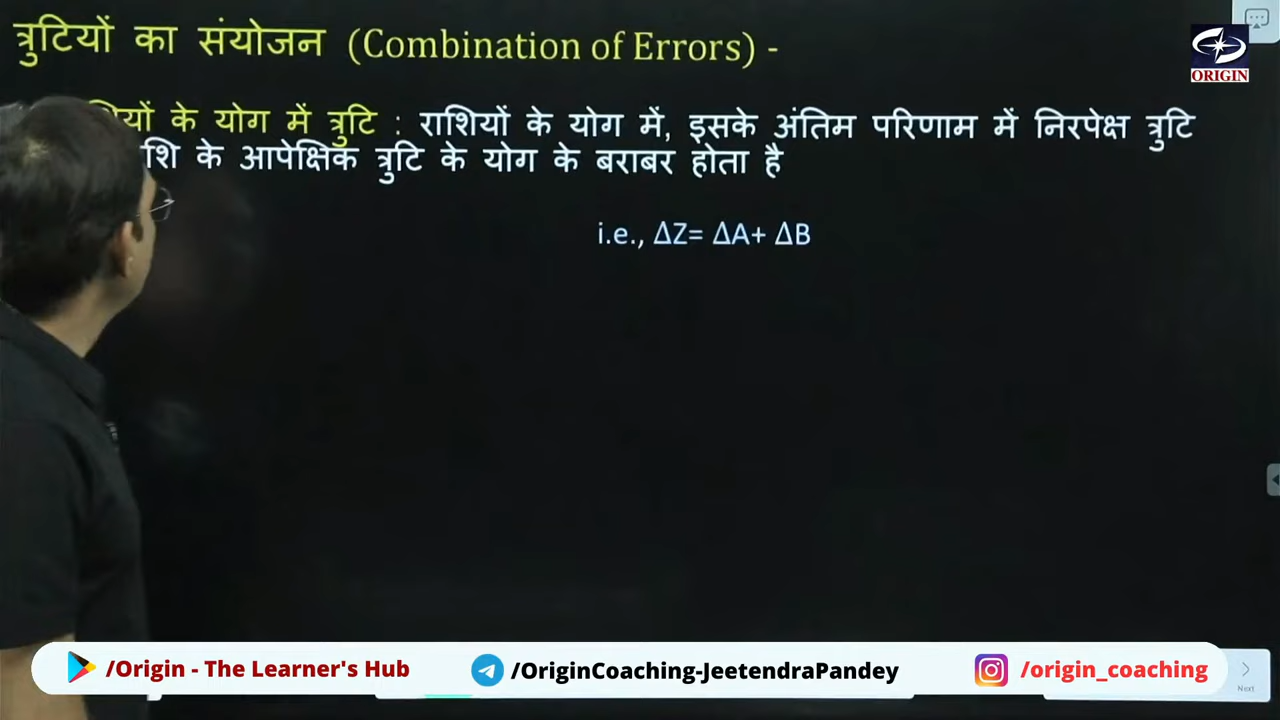 त्रुटियों का संयोजन (Combination of Errors) -
ORIGIN
के योग में त्रुटि : राशियों के योग में, इसके अंतिम परिणाम में निरपेक्ष त्रुटि
के आपेक्षिक त्रुटि के योग के बराबर होता है
i.e., ΔZ= ΔA+ ΔB
/Origin - The Learner's Hub
/OriginCoaching-JeetendraPandey
/origin_coaching
Next